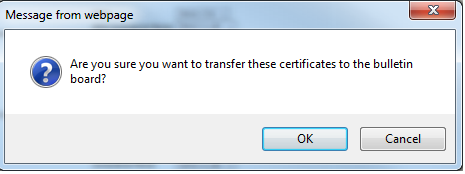 Message from webpage
Are you sure you want to transfer these certificates to the bulletin
board?
OK
Cancel